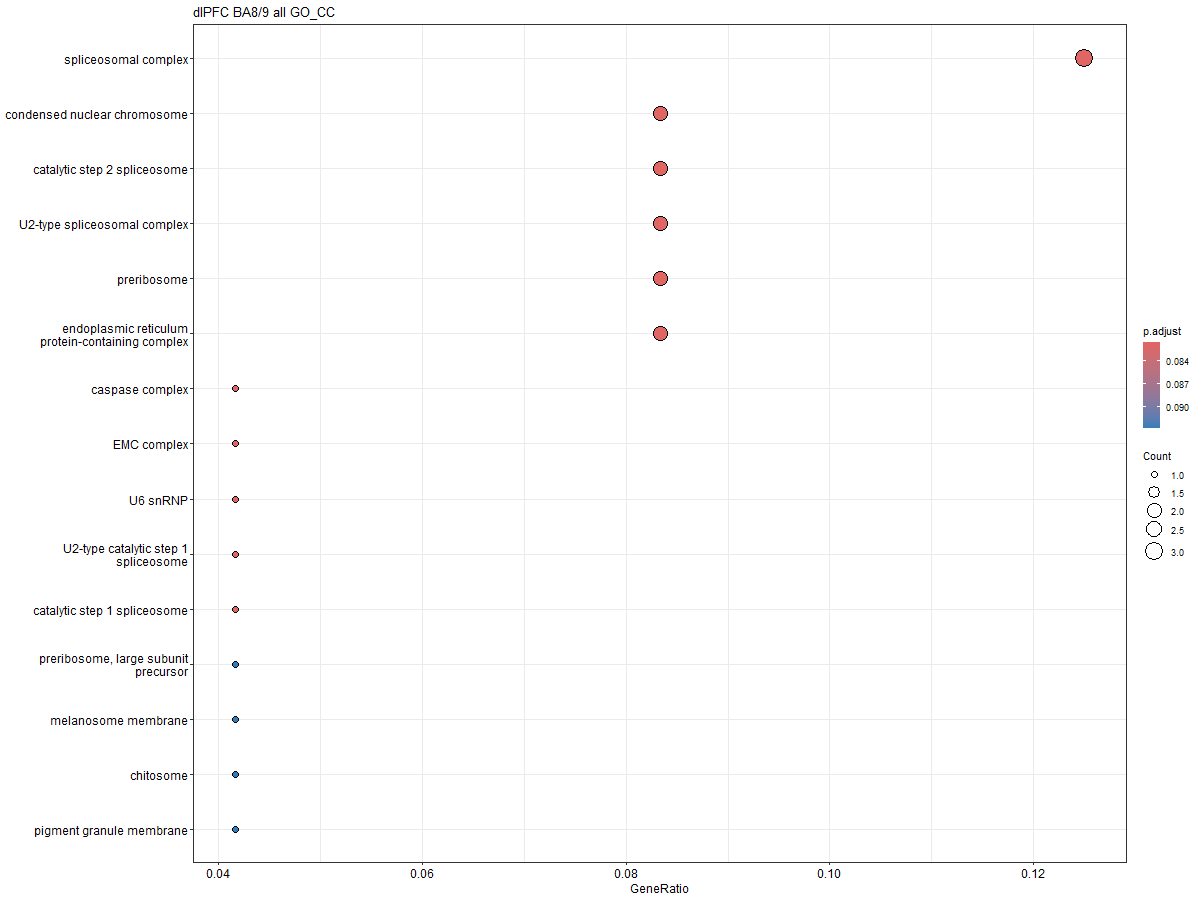 dlPFC BA8/9 all GO_CC
spliceosomal complex
condensed nuclear chromosome
catalytic step 2 spliceosome
U2-type spliceosomal complex
preribosome
endoplasmic reticulum
protein-containing complex
caspase complex
EMC complex
U6 snRNP
U2-type catalytic step 1
spliceosome
catalytic step 1 spliceosome
preribosome, large subunit
precursor
melanosome membrane
chitosome
pigment granule membrane
0.04 0.06 0.08 0.10 0.12
GeneRatio
p.adjust
0.084
0.087
0.090
Count
1.0
1.5
2.0
2.5
3.0